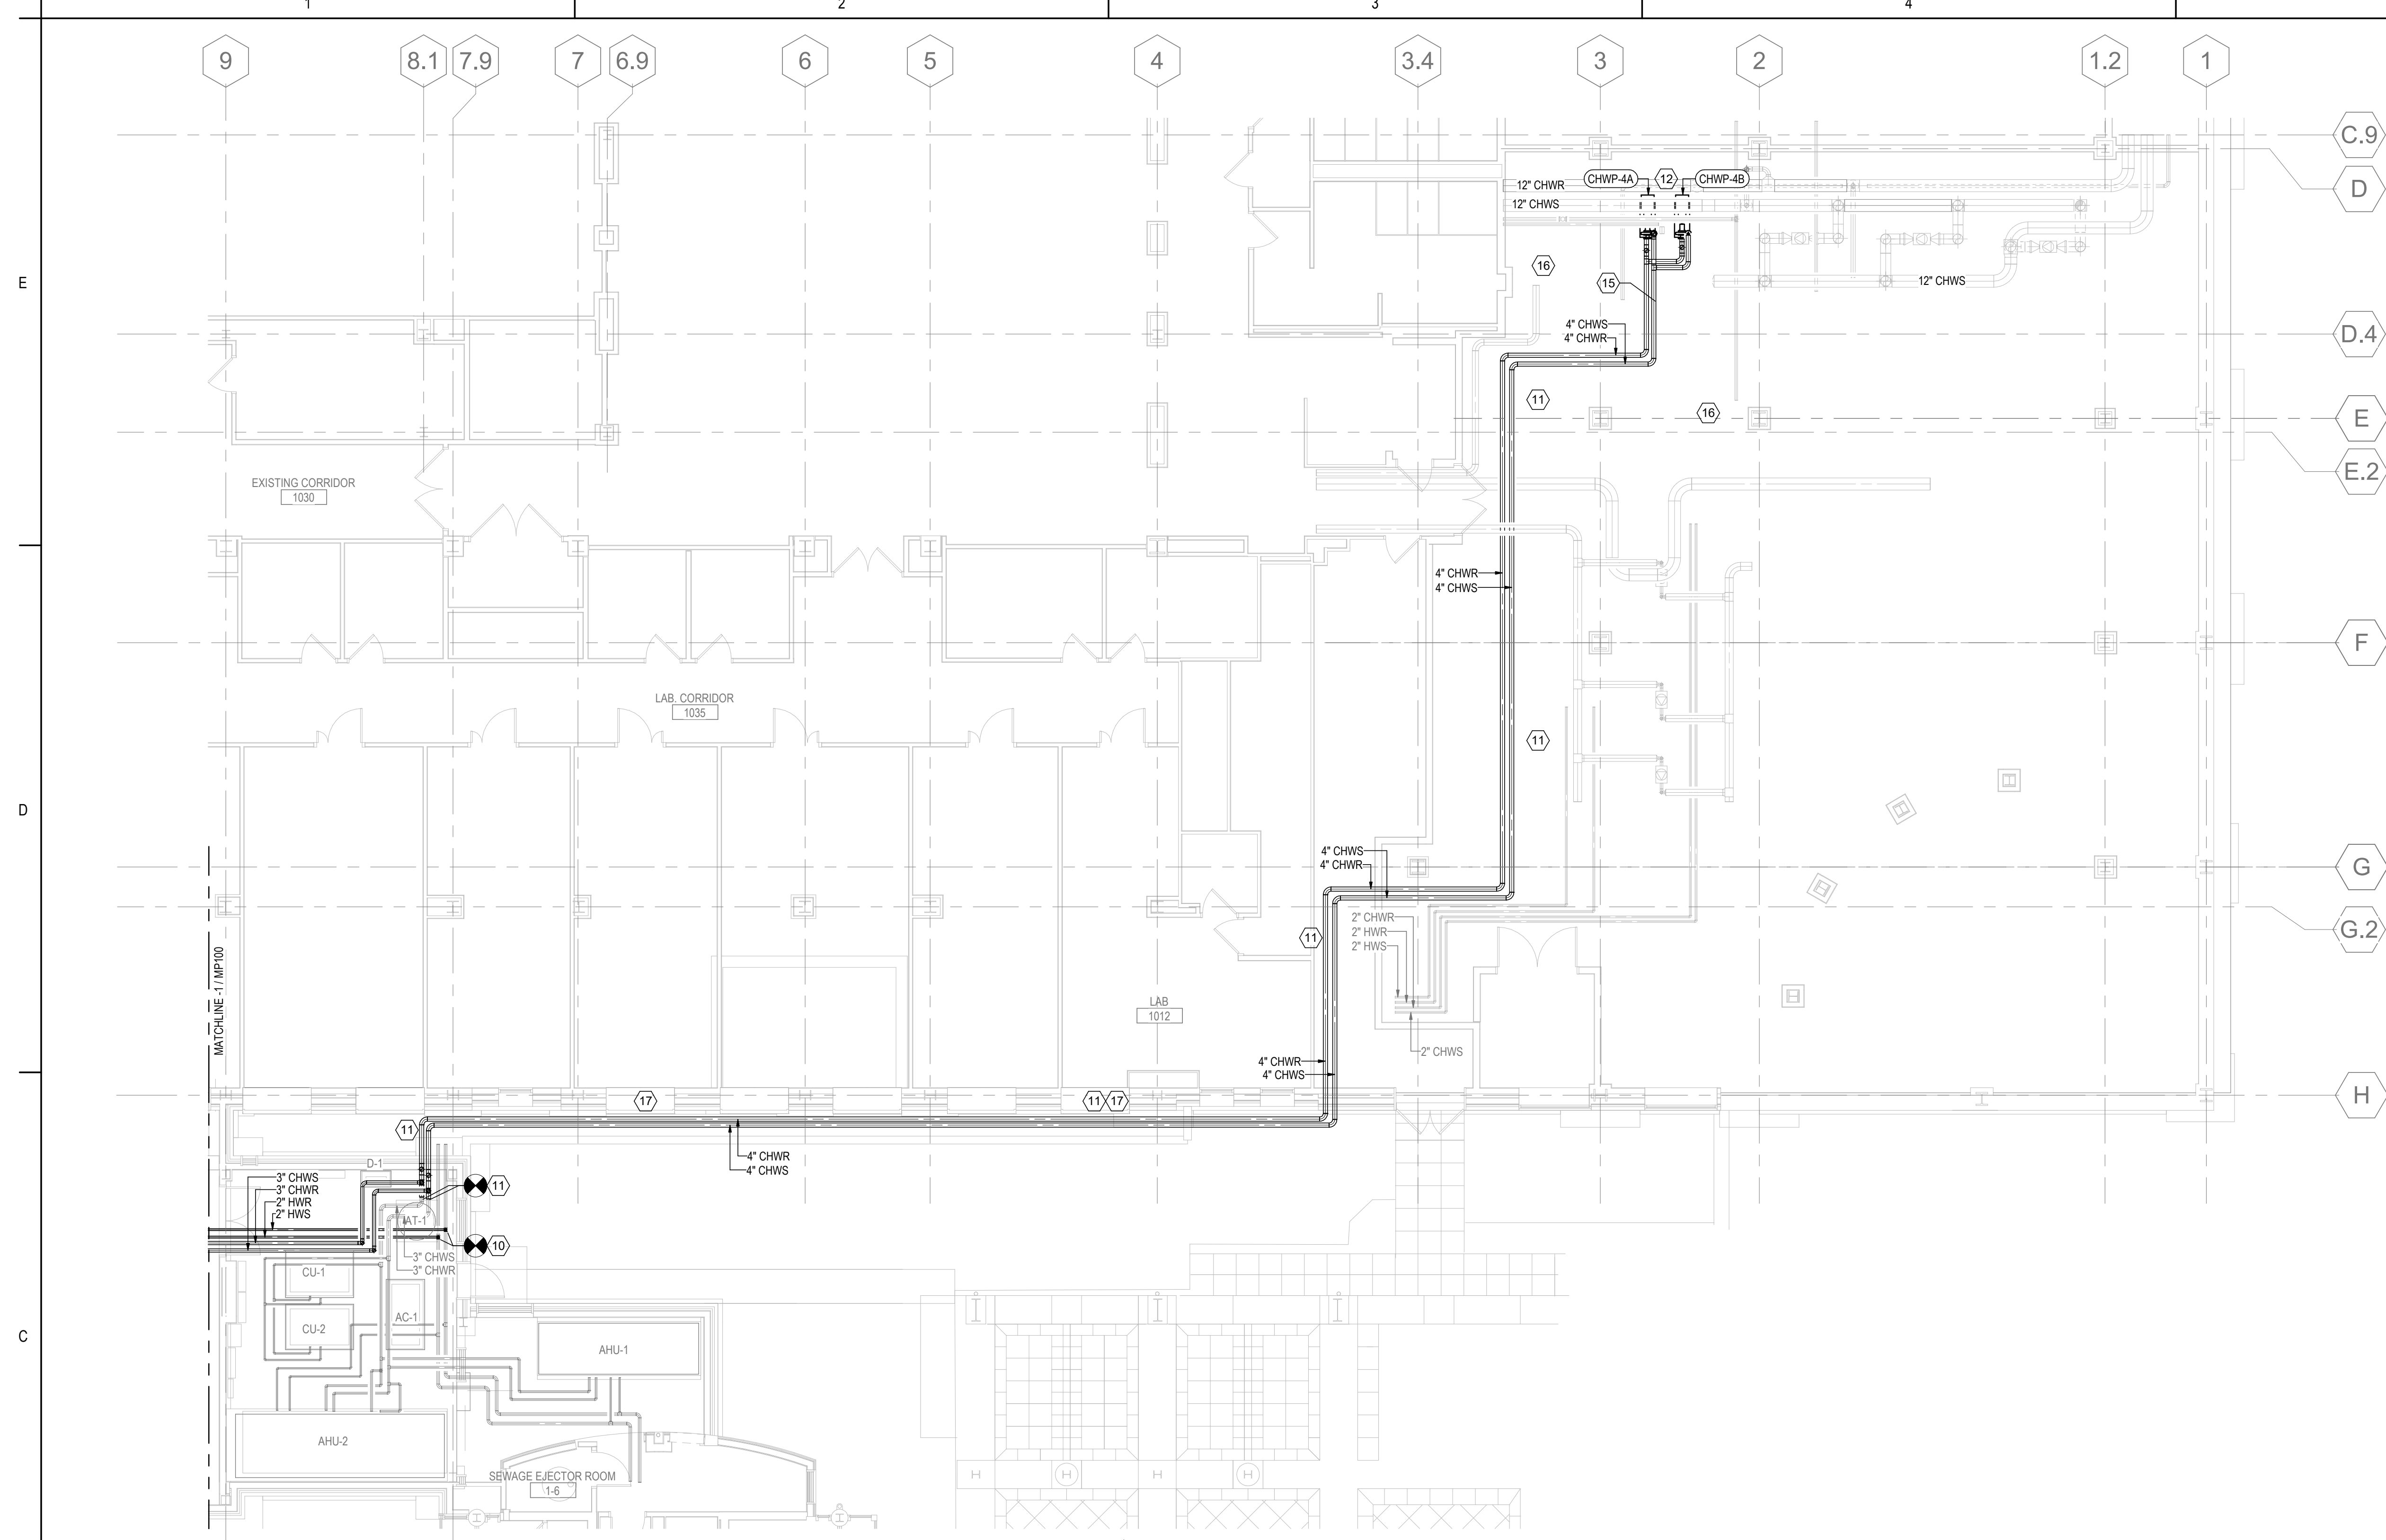 1
2
3
4
9
8.1
7.9
7
6.9
6
5
4
3.4
3
2
1.2
1
C.9
D
12" CHWR
CHWP-4A
12
CHWP-4B
12" CHWS
16
15
12" CHWS
E
4" CHWS
4" CHWR
D.4
11
16
E
E.2
EXISTING CORRIDOR
1030
4" CHWR
4" CHWS
F
LAB. CORRIDOR
1035
11
D
4" CHWS
4" CHWR
G
2" CHWR
2" HWR
2" HWS
11
G.2
MATCHLINE -1 / MP100
LAB
1012
2" CHWS
4" CHWR
4" CHWS
17
11
17
H
11
4" CHWR
4" CHWS
D-1
3" CHWS
3" CHWR
2" HWR
2" HWS
11
AT-1
10
3" CHWS
3" CHWR
CU-1
AC-1
CU-2
C
AHU-1
AHU-2
SEWAGE EJECTOR ROOM
1-6